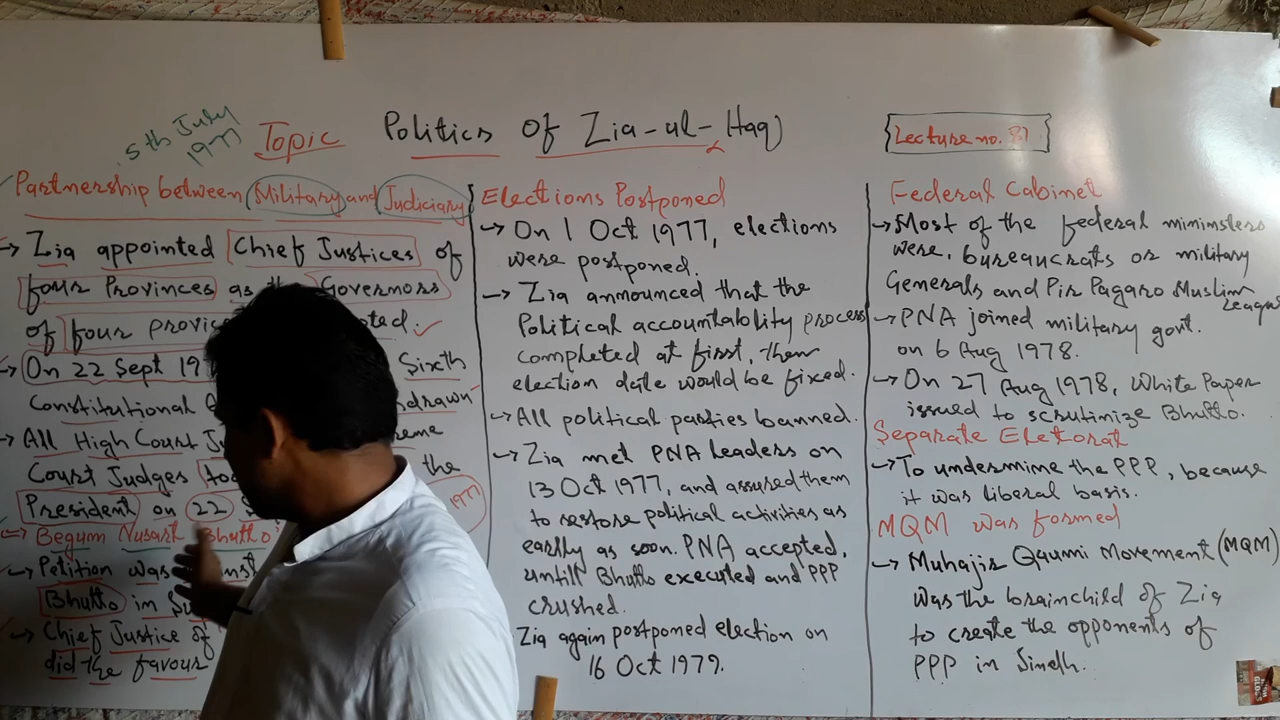 5th July
1977
Topic Politics of Zia-ul-Haq
Lecture no. 37
Partnership between Military and Judiciary
→ Zia appointed Chief Justices of
four Provinces as Governors
of four
→ On 22 Sept 19 Sixth
Constitutional
→ All High Court
Court Judges the
President on 22 1977
→ Begum Nusrat Bhutto
→ Petition was
Bhutto in
→ Chief Justice of
did the favour
Elections Postponed
→ On 1 Oct 1977, elections
were postponed.
→ Zia announced that the
Political accountability process
completed at first, then
election date would be fixed.
→ All political parties banned.
→ Zia met PNA leaders on
13 Oct 1977, and assured them
to restore political activities as
early as soon. PNA accepted,
untill Bhutto executed and PPP
crushed.
Zia again postponed election on
16 Oct 1979.
Federal Cabinet
→ Most of the federal minimsters
were, bureaucrats or military
Generals and Pir Pagaro Muslim
League
→ PNA joined military govt.
on 6 Aug 1978.
→ On 27 Aug 1978, White Paper
issued to scrutimize Bhutto.
Separate Electorat
→ To undermine the PPP, because
it was liberal basis.
MQM was formed
→ Muhajir Qaumi Movement (MQM)
was the brainchild of Zia
to create the opponents of
PPP in Sindh.